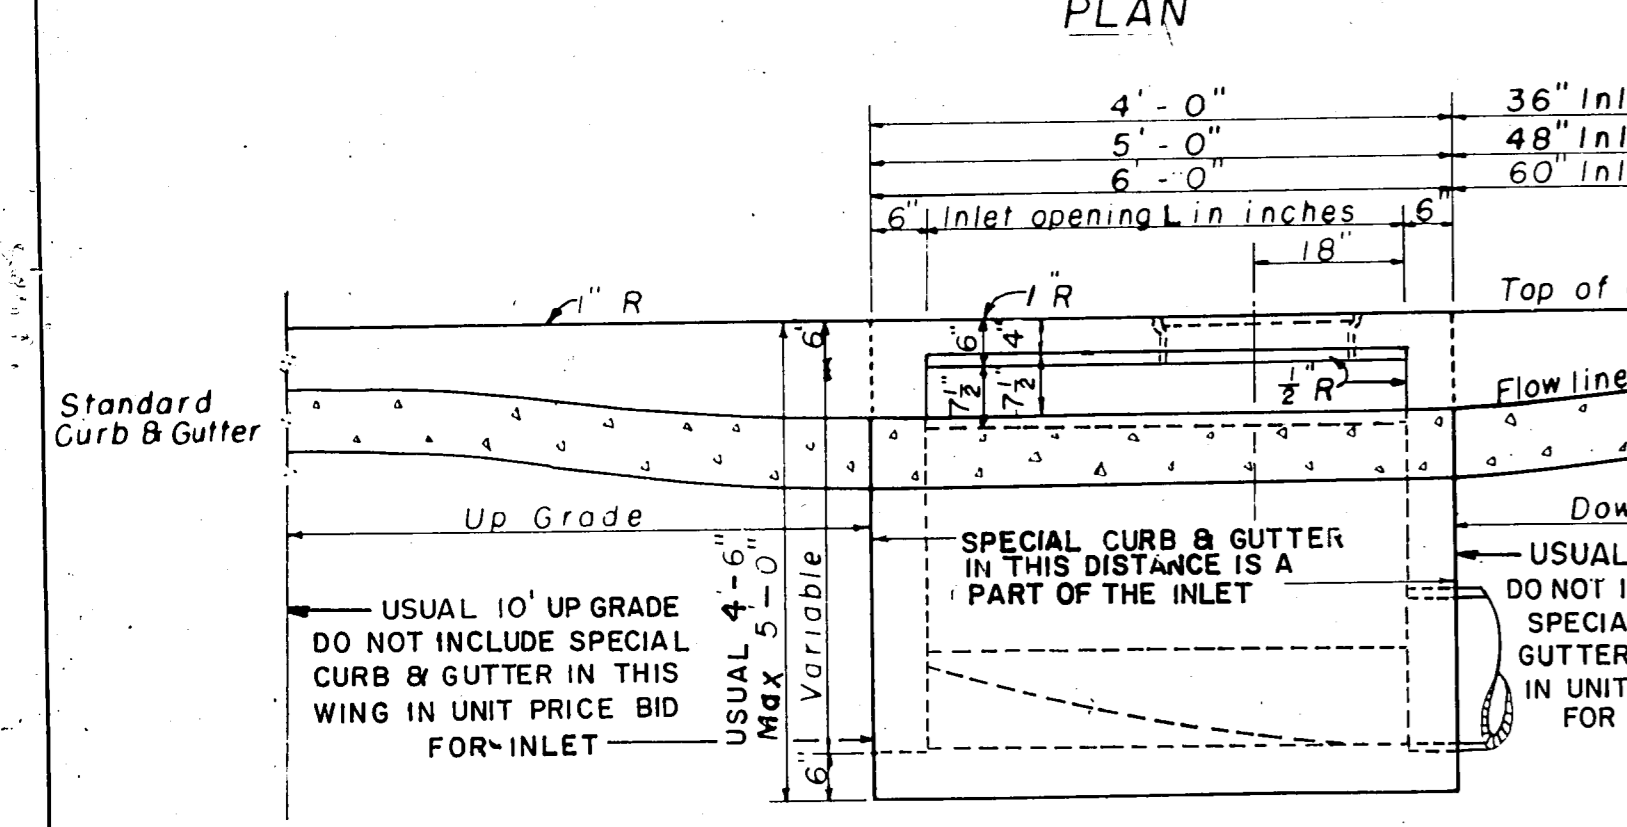 PLAN
4'-0" 36" Inl
5'-0" 48" Inl
6'-0" 60" Inl
6" Inlet opening L in inches 6"
18"
1" R
1" R
Top of
6' 6" 4"
7 1/2" 7 1/2"
1/2" R
Flow line
Standard
Curb & Gutter
Up Grade
Dow
SPECIAL CURB & GUTTER
IN THIS DISTANCE IS A
PART OF THE INLET
USUAL 10' UP GRADE
DO NOT INCLUDE SPECIAL
CURB & GUTTER IN THIS
WING IN UNIT PRICE BID
FOR INLET
USUAL 4'-6"
Max 5'-0"
Variable
6"
USUAL
DO NOT I
SPECIA
GUTTER
IN UNIT
FOR